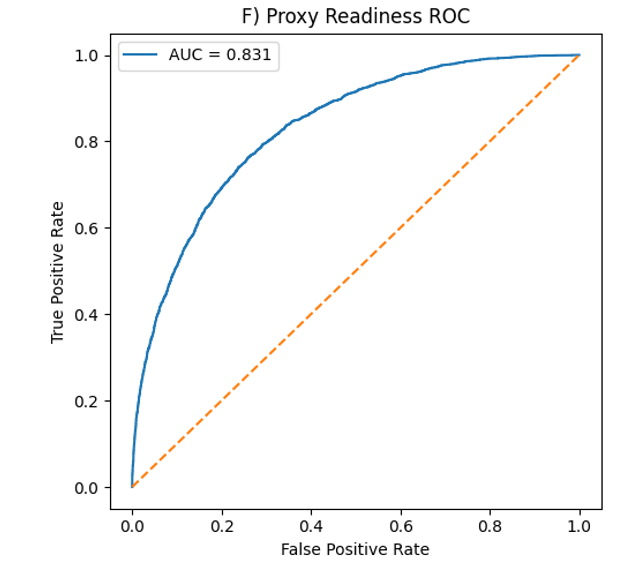 F) Proxy Readiness ROC
AUC = 0.831
1.0
0.8
0.6
0.4
0.2
0.0
True Positive Rate
0.0 0.2 0.4 0.6 0.8 1.0
False Positive Rate